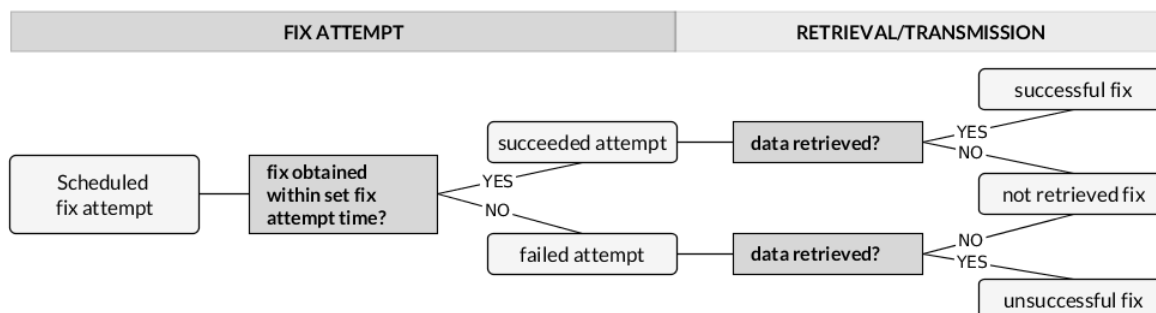 FIX ATTEMPT
RETRIEVAL/TRANSMISSION
Scheduled
fix attempt
fix obtained
within set fix
attempt time?
YES
NO
succeeded attempt
failed attempt
data retrieved?
YES
NO
data retrieved?
NO
YES
successful fix
not retrieved fix
unsuccessful fix